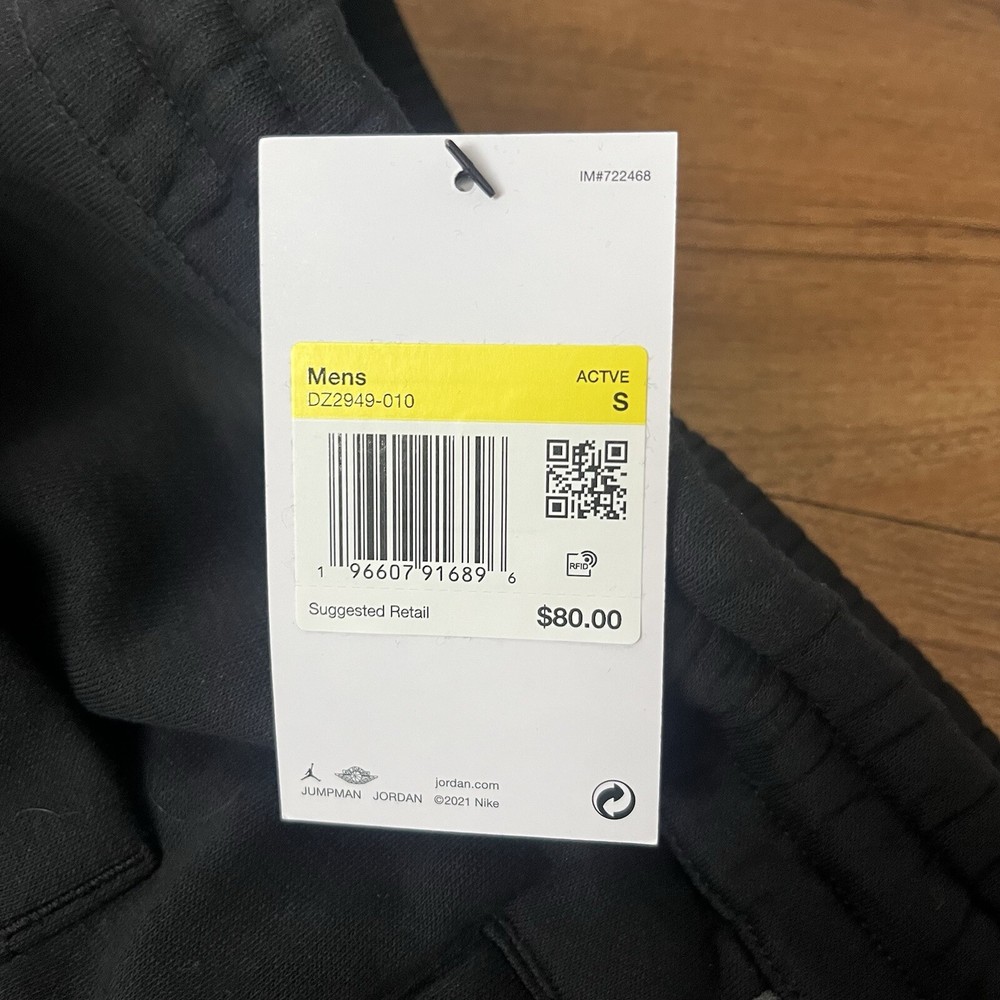 IM#722468
Mens ACTVE
DZ2949-010 S
1 96607 91689 6
RFID
Suggested Retail $80.00
jordan.com
JUMPMAN JORDAN ©2021 Nike